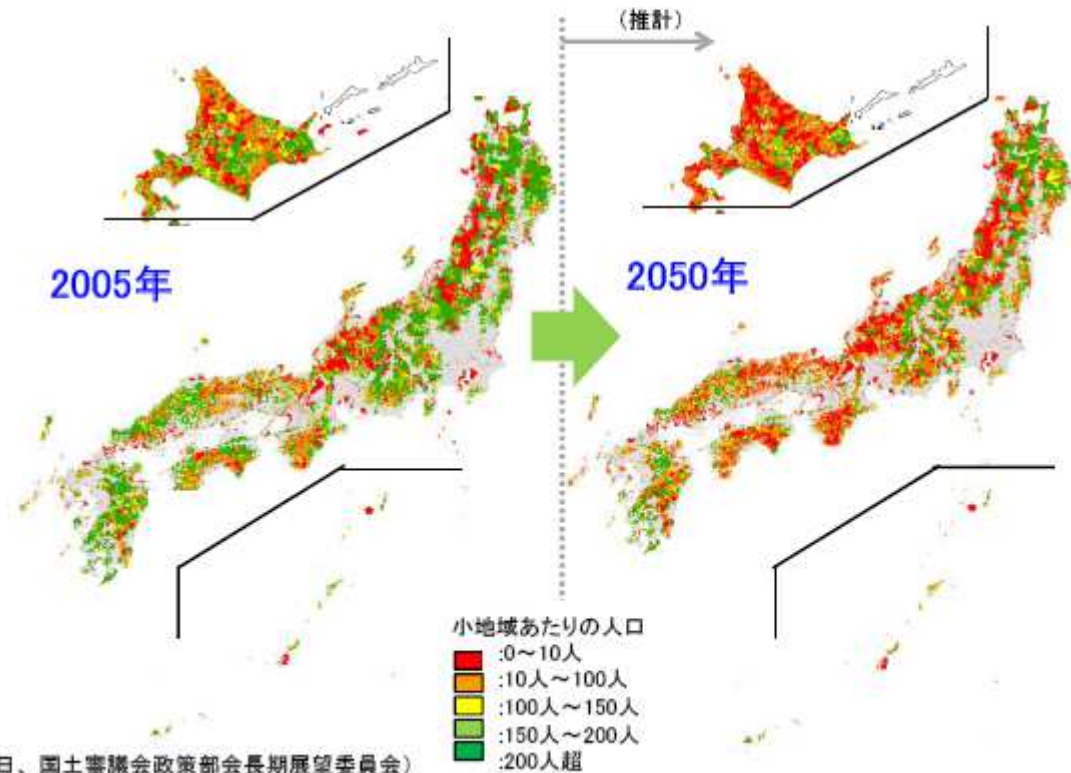 (推計)
2005年
2050年
小地域あたりの人口
:0～10人
:10人～100人
:100人～150人
:150人～200人
:200人超
日、国土審議会政策部会長期展望委員会）